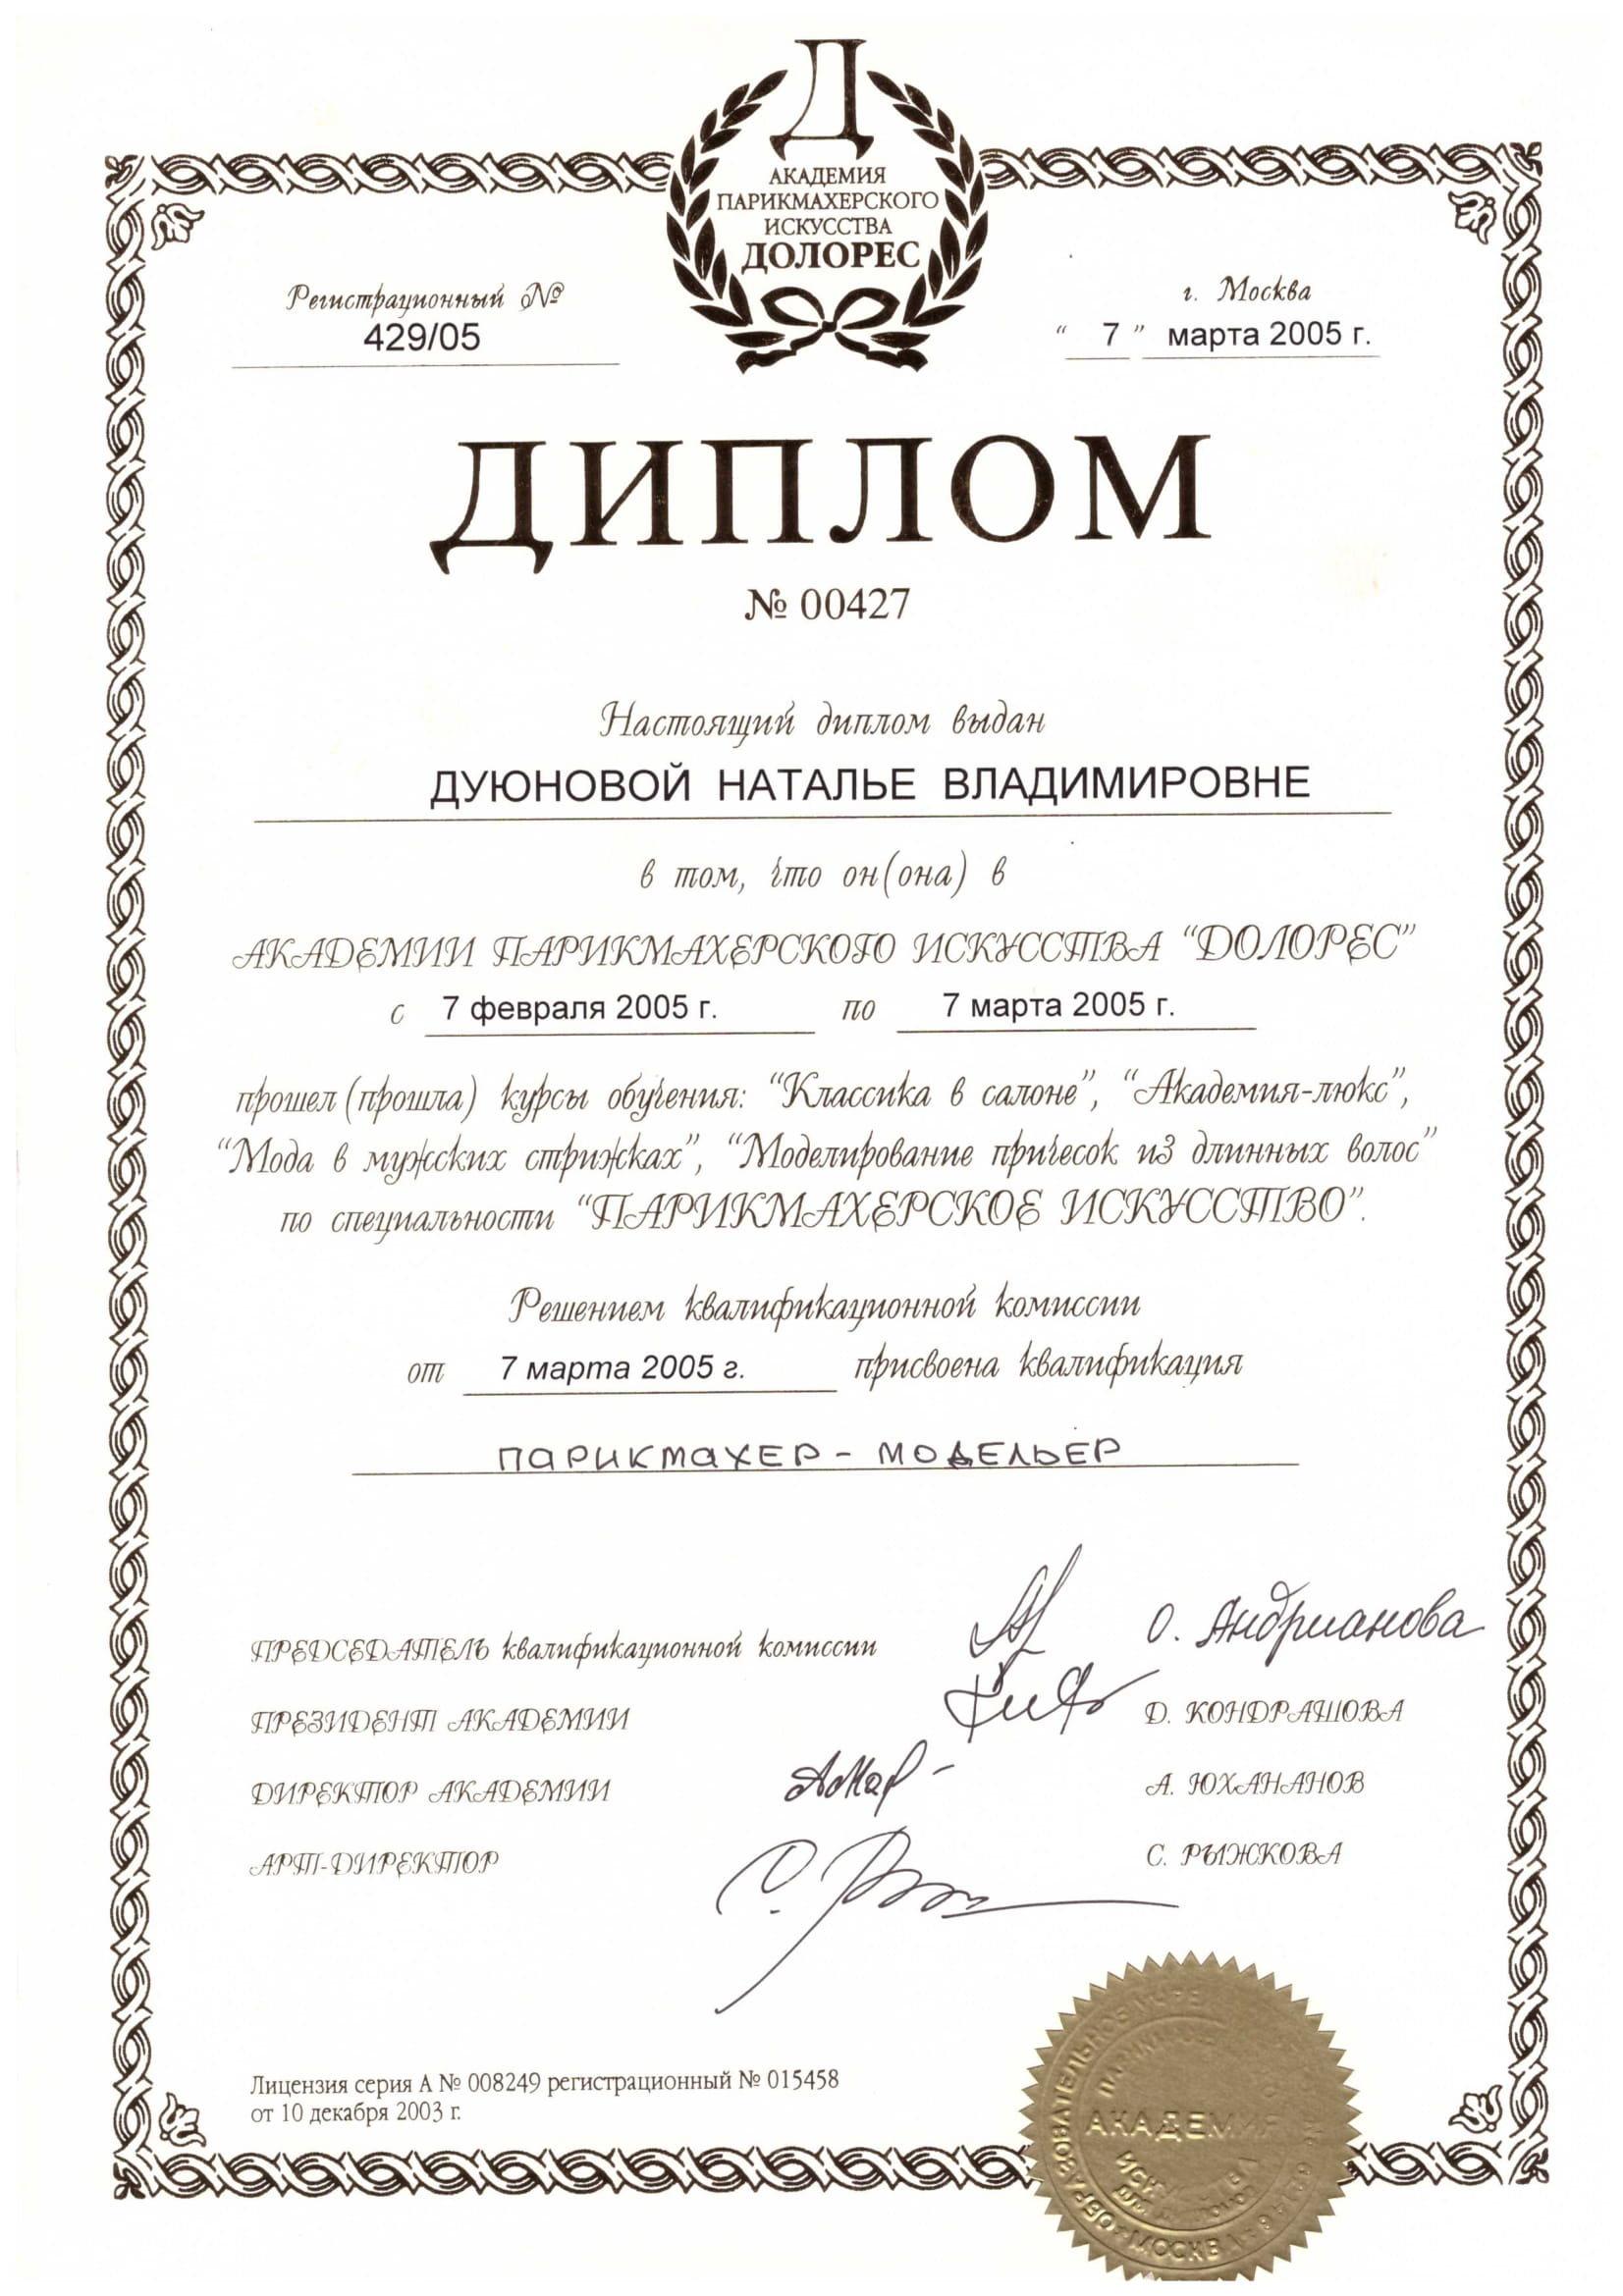 Д
АКАДЕМИЯ
ПАРИКМАХЕРСКОГО
ИСКУССТВА
ДОЛОРЕС
Регистрационный №
429/05
г. Москва
" 7 " марта 2005 г.
ДИПЛОМ
№ 00427
Настоящий диплом выдан
ДУЮНОВОЙ НАТАЛЬЕ ВЛАДИМИРОВНЕ
в том, что он(она) в
АКАДЕМИИ ПАРИКМАХЕРСКОГО ИСКУССТВА "ДОЛОРЕС"
с 7 февраля 2005 г. по 7 марта 2005 г.
прошел (прошла) курсы обучения: "Классика в салоне", "Академия-люкс",
"Мода в мужских стрижках", "Моделирование причесок из длинных волос"
по специальности "ПАРИКМАХЕРСКОЕ ИСКУССТВО".
Решением квалификационной комиссии
от 7 марта 2005 г. присвоена квалификация
ПАРИКМАХЕР - МОДЕЛЬЕР
ПРЕДСЕДАТЕЛЬ квалификационной комиссии О. Андрианова
ПРЕЗИДЕНТ АКАДЕМИИ Д. КОНДРАШОВА
ДИРЕКТОР АКАДЕМИИ А. ЮХАНАНОВ
АРТ-ДИРЕКТОР С. РЫЖКОВА
Лицензия серия А № 008249 регистрационный № 015458
от 10 декабря 2003 г.
АКАДЕМИЯ
МОСКВА